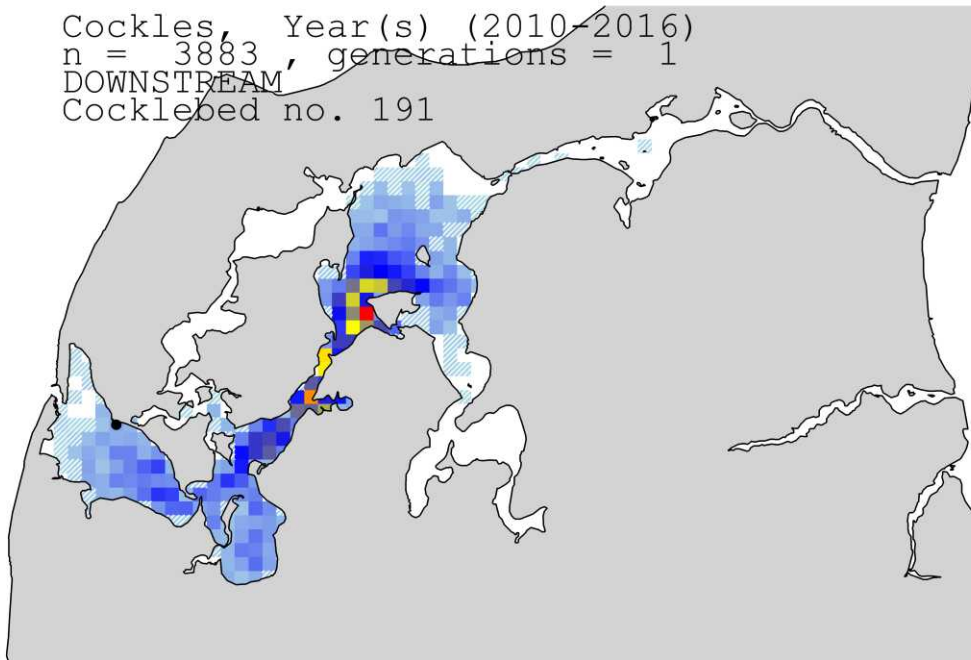 Cockles, Year(s) (2010-2016)
n = 3883 , generations = 1
DOWNSTREAM
Cocklebed no. 191